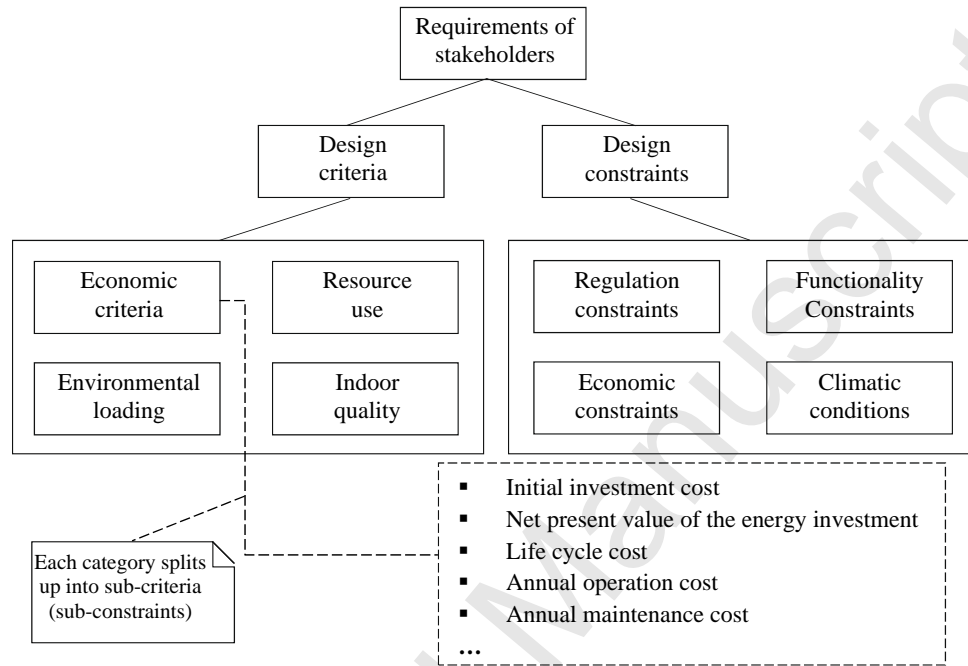 Requirements of
stakeholders
Design
criteria
Design
constraints
Economic
criteria
Resource
use
Environmental
loading
Indoor
quality
Regulation
constraints
Functionality
Constraints
Economic
constraints
Climatic
conditions
Each category splits
up into sub-criteria
(sub-constraints)
▪ Initial investment cost
▪ Net present value of the energy investment
▪ Life cycle cost
▪ Annual operation cost
▪ Annual maintenance cost
...
Manuscript